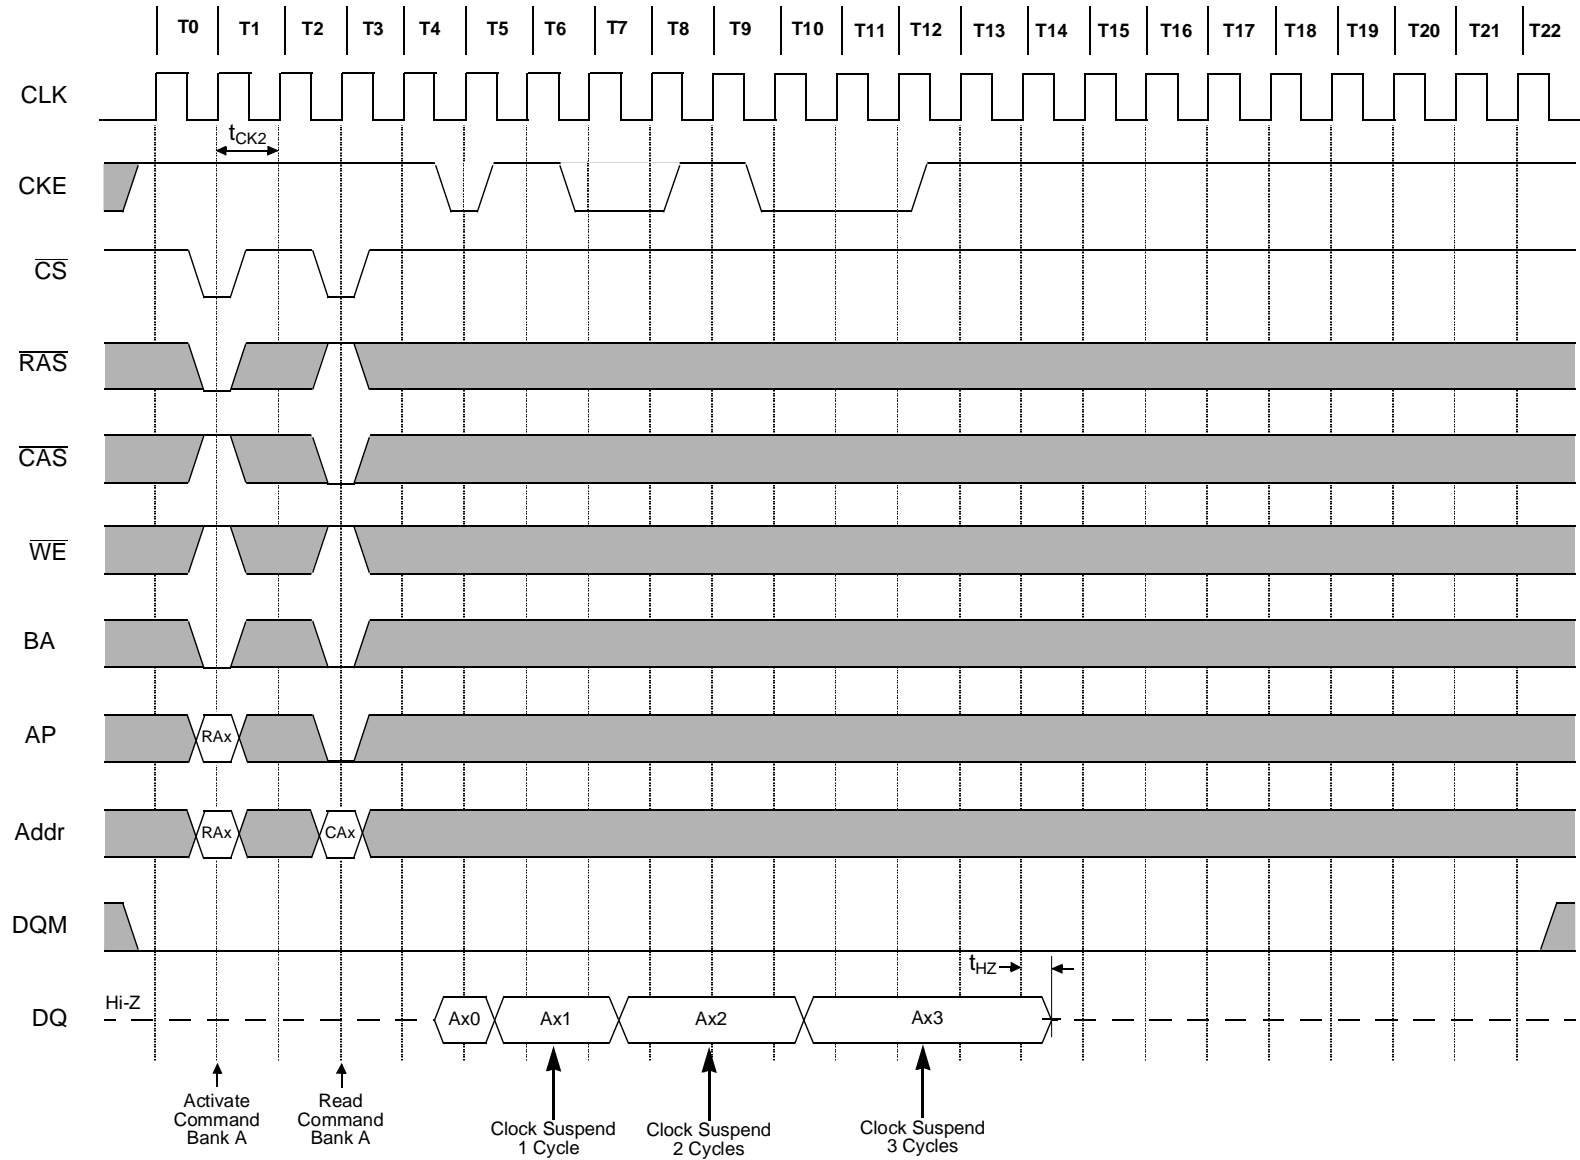 T0 T1 T2 T3 T4 T5 T6 T7 T8 T9 T10 T11 T12 T13 T14 T15 T16 T17 T18 T19 T20 T21 T22
CLK
tCK2
CKE
CS
RAS
CAS
WE
BA
AP
RAx
Addr
RAx CAx
DQM
tHZ
Hi-Z
DQ
Ax0 Ax1 Ax2 Ax3
Activate
Command
Bank A
Read
Command
Bank A
Clock Suspend
1 Cycle
Clock Suspend
2 Cycles
Clock Suspend
3 Cycles